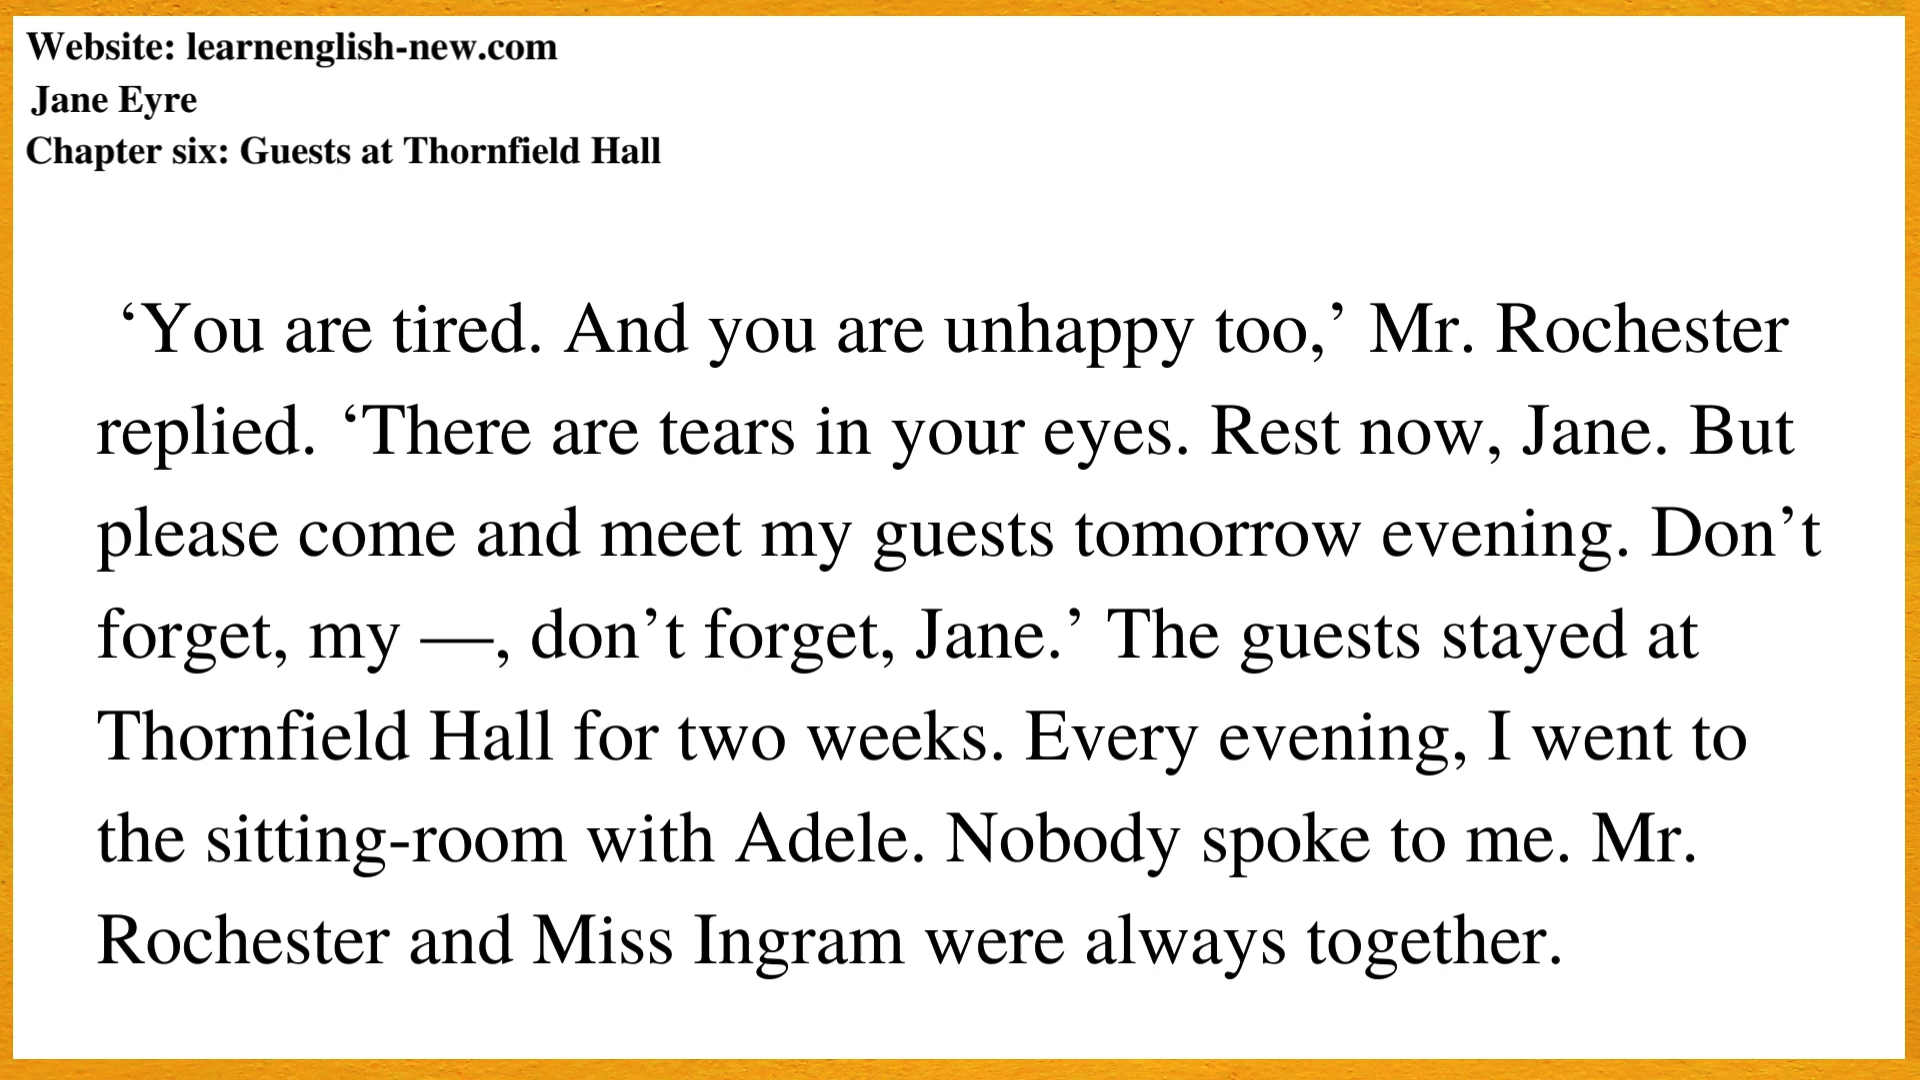 Website: learnenglish-new.com
Jane Eyre
Chapter six: Guests at Thornfield Hall
‘You are tired. And you are unhappy too,’ Mr. Rochester
replied. ‘There are tears in your eyes. Rest now, Jane. But
please come and meet my guests tomorrow evening. Don’t
forget, my —, don’t forget, Jane.’ The guests stayed at
Thornfield Hall for two weeks. Every evening, I went to
the sitting-room with Adele. Nobody spoke to me. Mr.
Rochester and Miss Ingram were always together.